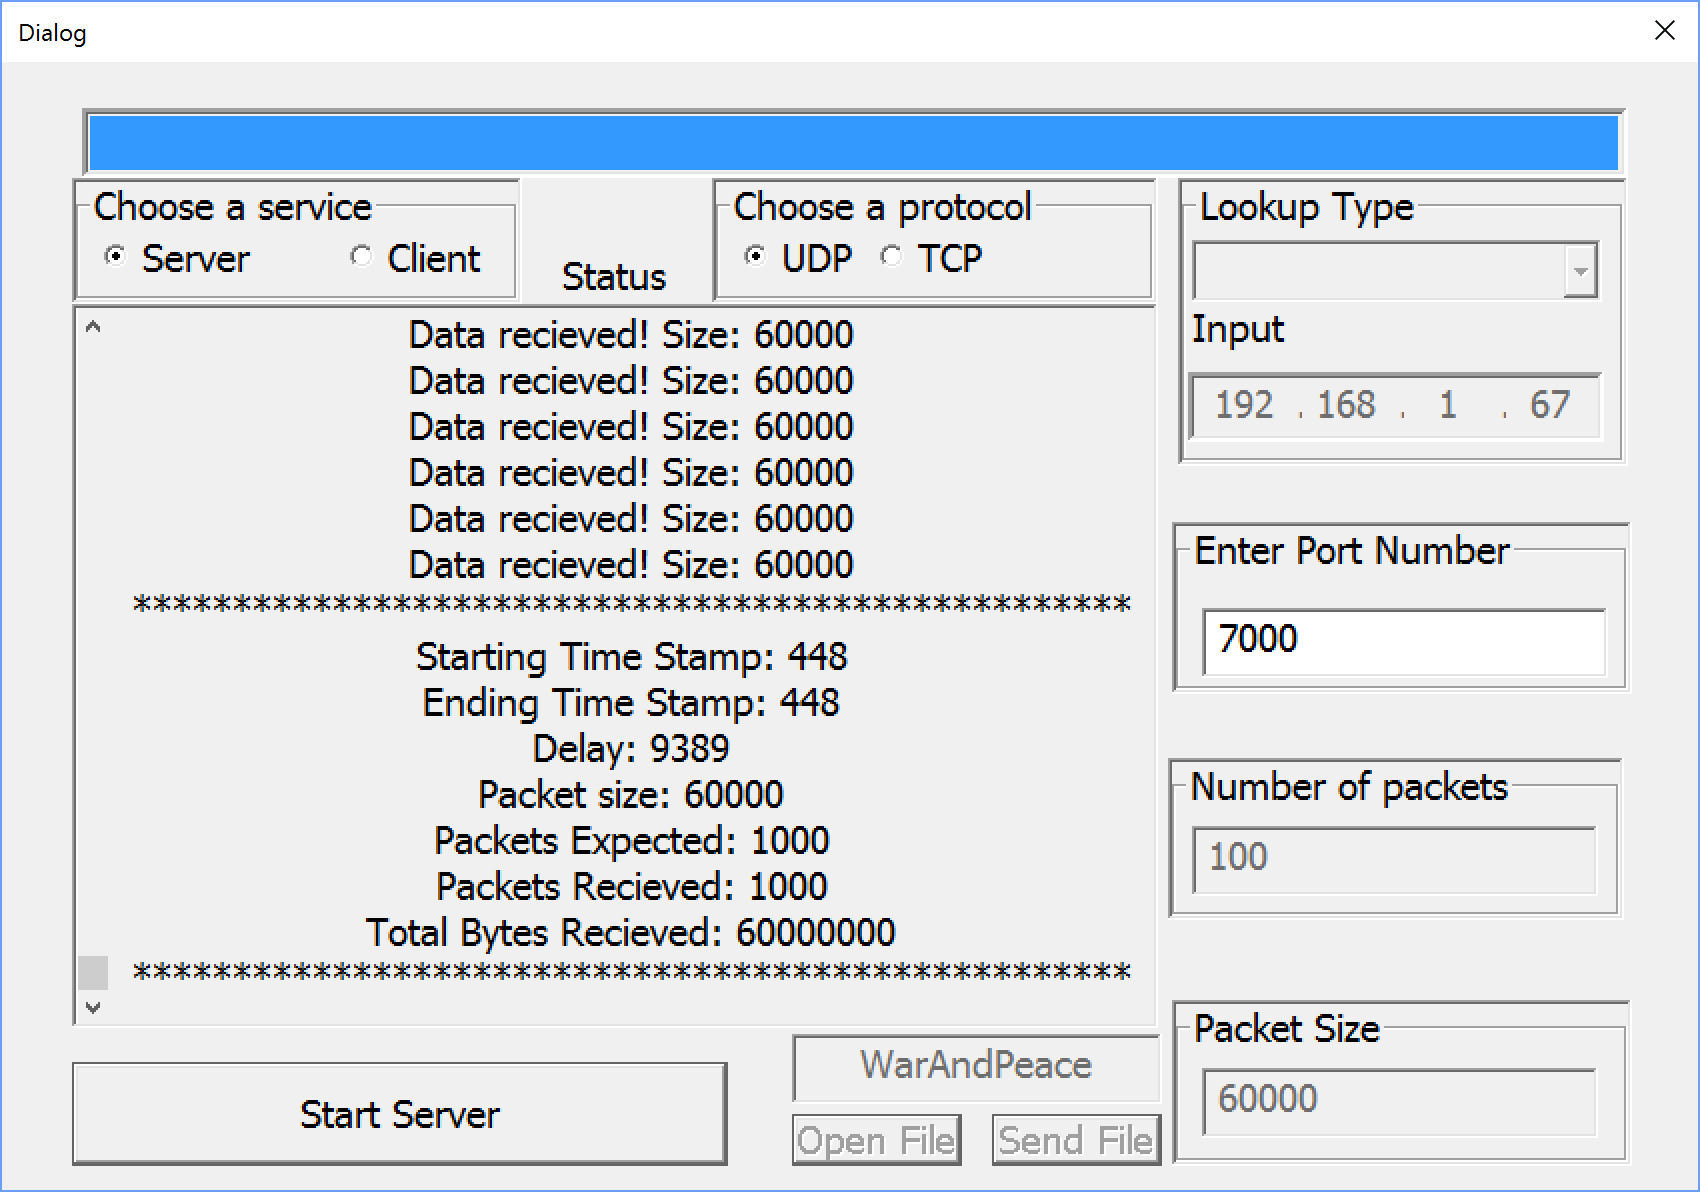 Dialog
Choose a service
Server Client
Status
Choose a protocol
UDP TCP
Lookup Type
Input
192 . 168 . 1 . 67
Data recieved! Size: 60000
Data recieved! Size: 60000
Data recieved! Size: 60000
Data recieved! Size: 60000
Data recieved! Size: 60000
Data recieved! Size: 60000
**************************************************
Starting Time Stamp: 448
Ending Time Stamp: 448
Delay: 9389
Packet size: 60000
Packets Expected: 1000
Packets Recieved: 1000
Total Bytes Recieved: 60000000
**************************************************
Enter Port Number
7000
Number of packets
100
Packet Size
60000
Start Server
WarAndPeace
Open File Send File